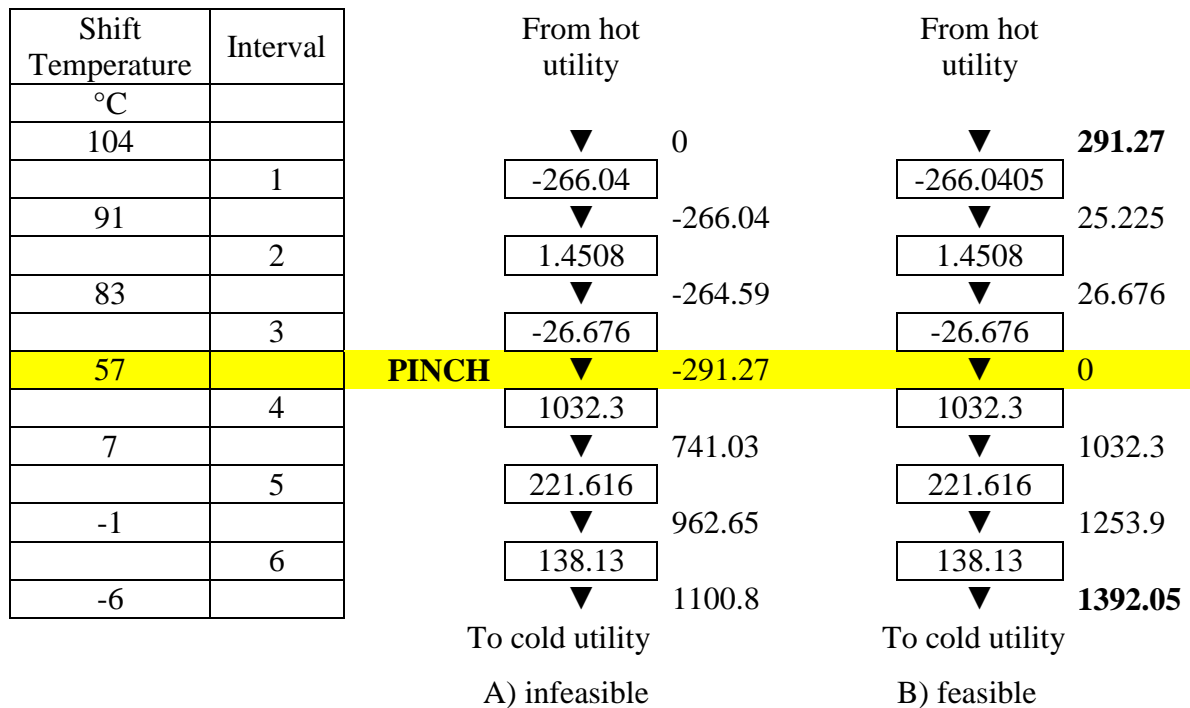 Shift Temperature Interval From hot utility From hot utility
°C
104 ▼ 0 ▼ 291.27
1 -266.04 -266.0405
91 ▼ -266.04 ▼ 25.225
2 1.4508 1.4508
83 ▼ -264.59 ▼ 26.676
3 -26.676 -26.676
57 PINCH ▼ -291.27 ▼ 0
4 1032.3 1032.3
7 ▼ 741.03 ▼ 1032.3
5 221.616 221.616
-1 ▼ 962.65 ▼ 1253.9
6 138.13 138.13
-6 ▼ 1100.8 ▼ 1392.05
To cold utility To cold utility
A) infeasible B) feasible